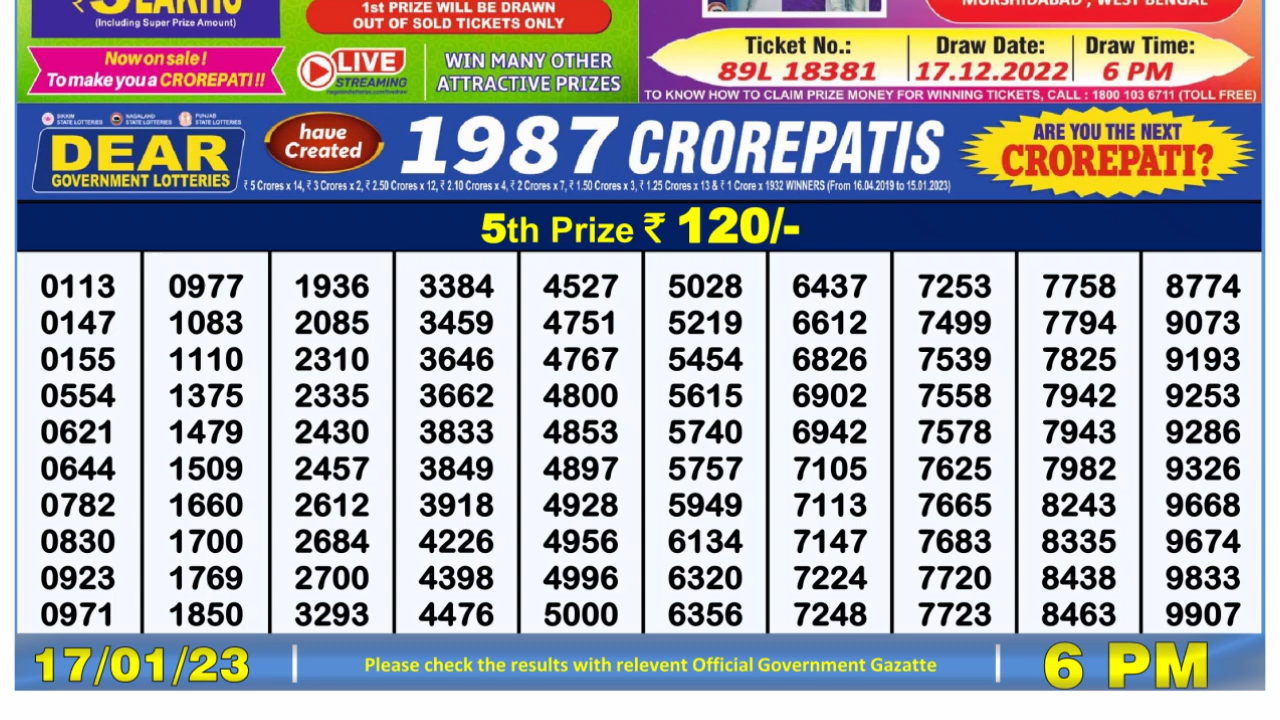 ₹5 LAKHS
(Including Super Prize Amount)
1st PRIZE WILL BE DRAWN
OUT OF SOLD TICKETS ONLY
MURSHIDABAD , WEST BENGAL
Now on sale!
To make you a CROREPATI !!
LIVE
STREAMING
WIN MANY OTHER
ATTRACTIVE PRIZES
Ticket No.: Draw Date: Draw Time:
89L 18381 17.12.2022 6 PM
TO KNOW HOW TO CLAIM PRIZE MONEY FOR WINNING TICKETS, CALL : 1800 103 6711 (TOLL FREE)
SIKKIM STATE LOTTERIES NAGALAND STATE LOTTERIES PUNJAB STATE LOTTERIES
DEAR
GOVERNMENT LOTTERIES
have
Created
1987 CROREPATIS
₹ 5 Crores x 14, ₹ 3 Crores x 2, ₹ 2.50 Crores x 12, ₹ 2.10 Crores x 4, ₹ 2 Crores x 7, ₹ 1.50 Crores x 3, ₹ 1.25 Crores x 13 & ₹ 1 Crore x 1932 WINNERS (From 16.04.2019 to 15.01.2023)
ARE YOU THE NEXT
CROREPATI?
5th Prize ₹ 120/-
0113 0977 1936 3384 4527 5028 6437 7253 7758 8774
0147 1083 2085 3459 4751 5219 6612 7499 7794 9073
0155 1110 2310 3646 4767 5454 6826 7539 7825 9193
0554 1375 2335 3662 4800 5615 6902 7558 7942 9253
0621 1479 2430 3833 4853 5740 6942 7578 7943 9286
0644 1509 2457 3849 4897 5757 7105 7625 7982 9326
0782 1660 2612 3918 4928 5949 7113 7665 8243 9668
0830 1700 2684 4226 4956 6134 7147 7683 8335 9674
0923 1769 2700 4398 4996 6320 7224 7720 8438 9833
0971 1850 3293 4476 5000 6356 7248 7723 8463 9907
17/01/23 Please check the results with relevent Official Government Gazatte 6 PM